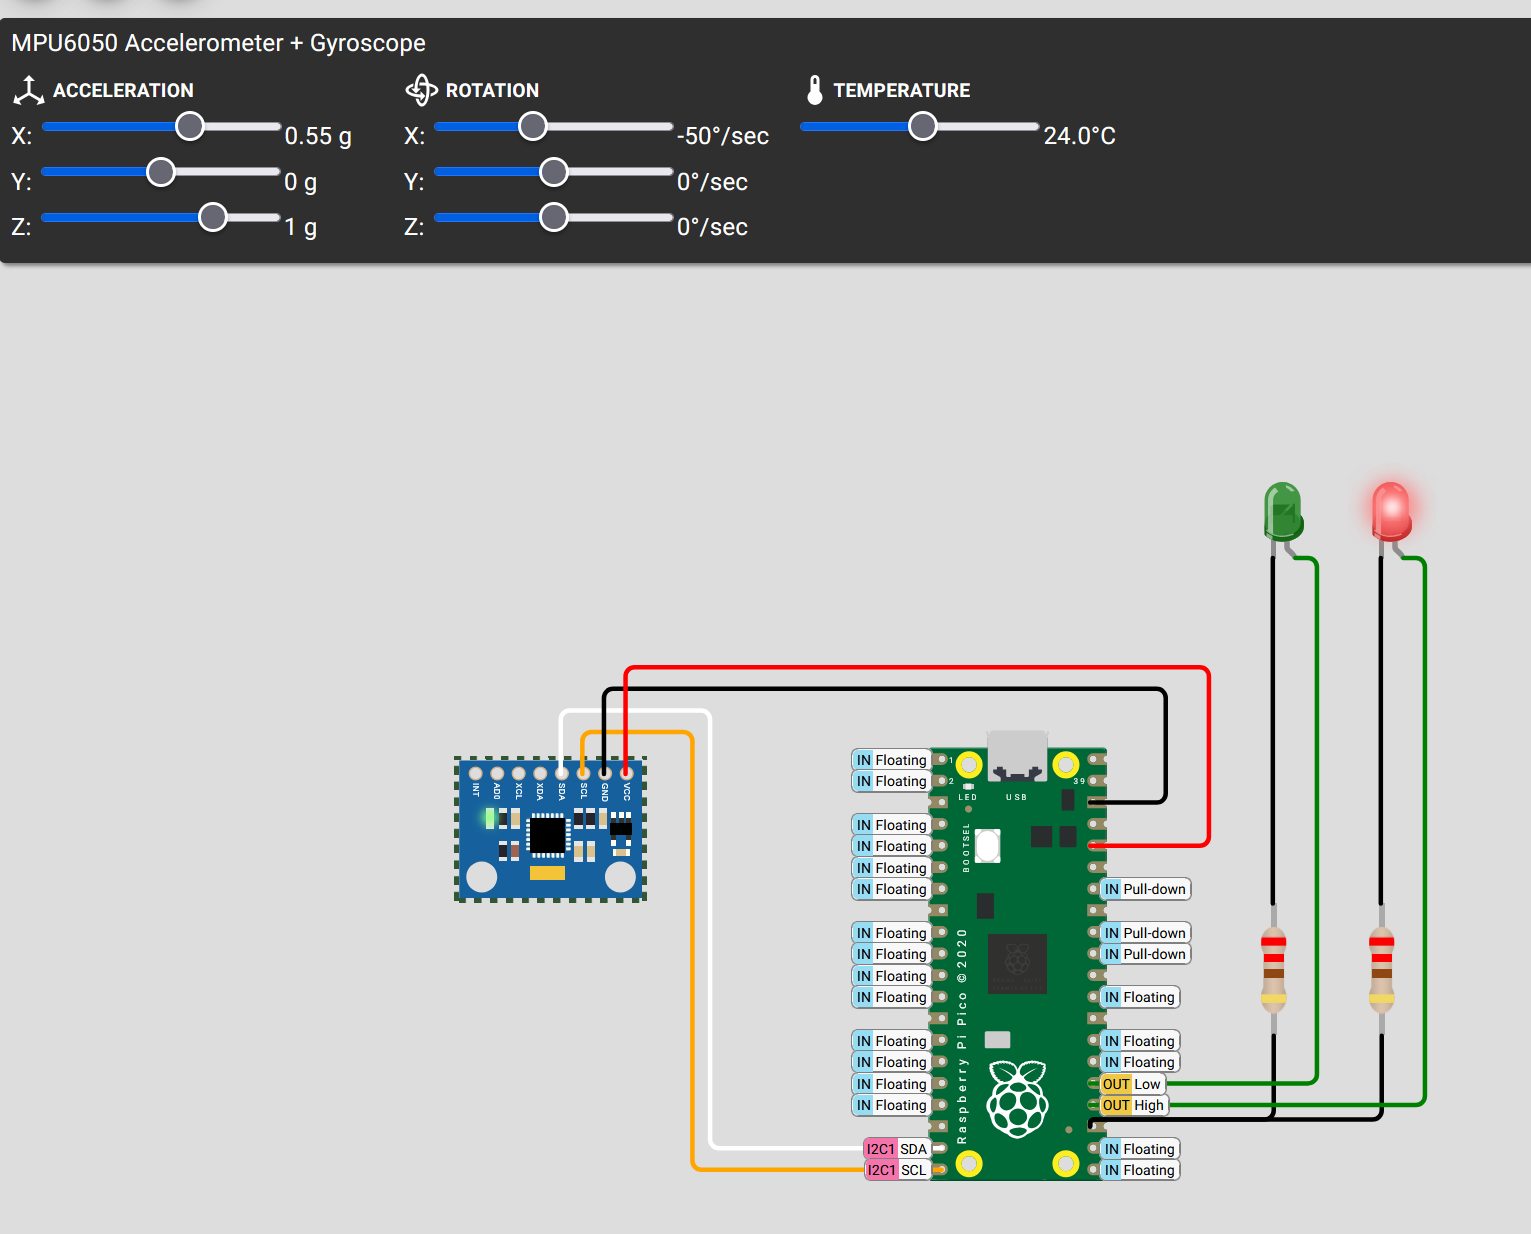 MPU6050 Accelerometer + Gyroscope
ACCELERATION ROTATION TEMPERATURE
X: 0.55 g X: -50°/sec 24.0°C
Y: 0 g Y: 0°/sec
Z: 1 g Z: 0°/sec
INT AD0 XCL XDA SDA SCL GND VCC
IN Floating 1
IN Floating 2 39
LED USB
IN Floating
BOOTSEL
IN Floating
IN Floating
IN Floating IN Pull-down
IN Floating IN Pull-down
IN Floating IN Pull-down
IN Floating
IN Floating IN Floating
Raspberry Pi Pico ©2020
IN Floating IN Floating
IN Floating IN Floating
IN Floating OUT Low
IN Floating OUT High
I2C1 SDA IN Floating
I2C1 SCL IN Floating